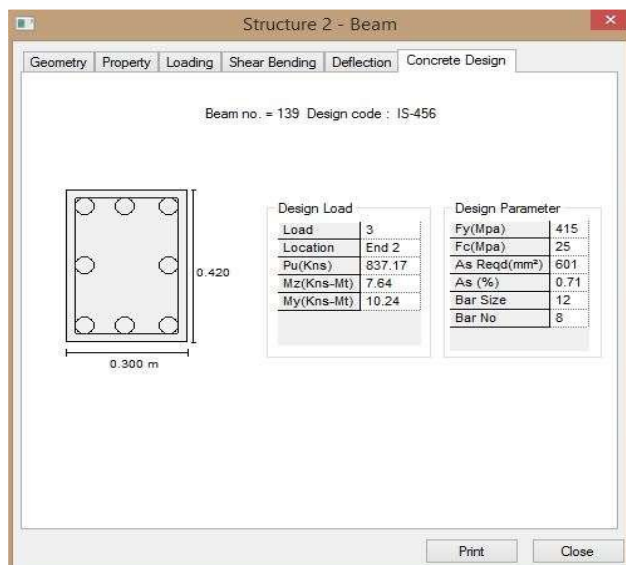 Structure 2 - Beam
Geometry Property Loading Shear Bending Deflection Concrete Design
Beam no. = 139 Design code : IS-456
0.420
0.300 m
Design Load
Load 3
Location End 2
Pu(Kns) 837.17
Mz(Kns-Mt) 7.64
My(Kns-Mt) 10.24
Design Parameter
Fy(Mpa) 415
Fc(Mpa) 25
As Reqd(mm²) 601
As (%) 0.71
Bar Size 12
Bar No 8
Print Close